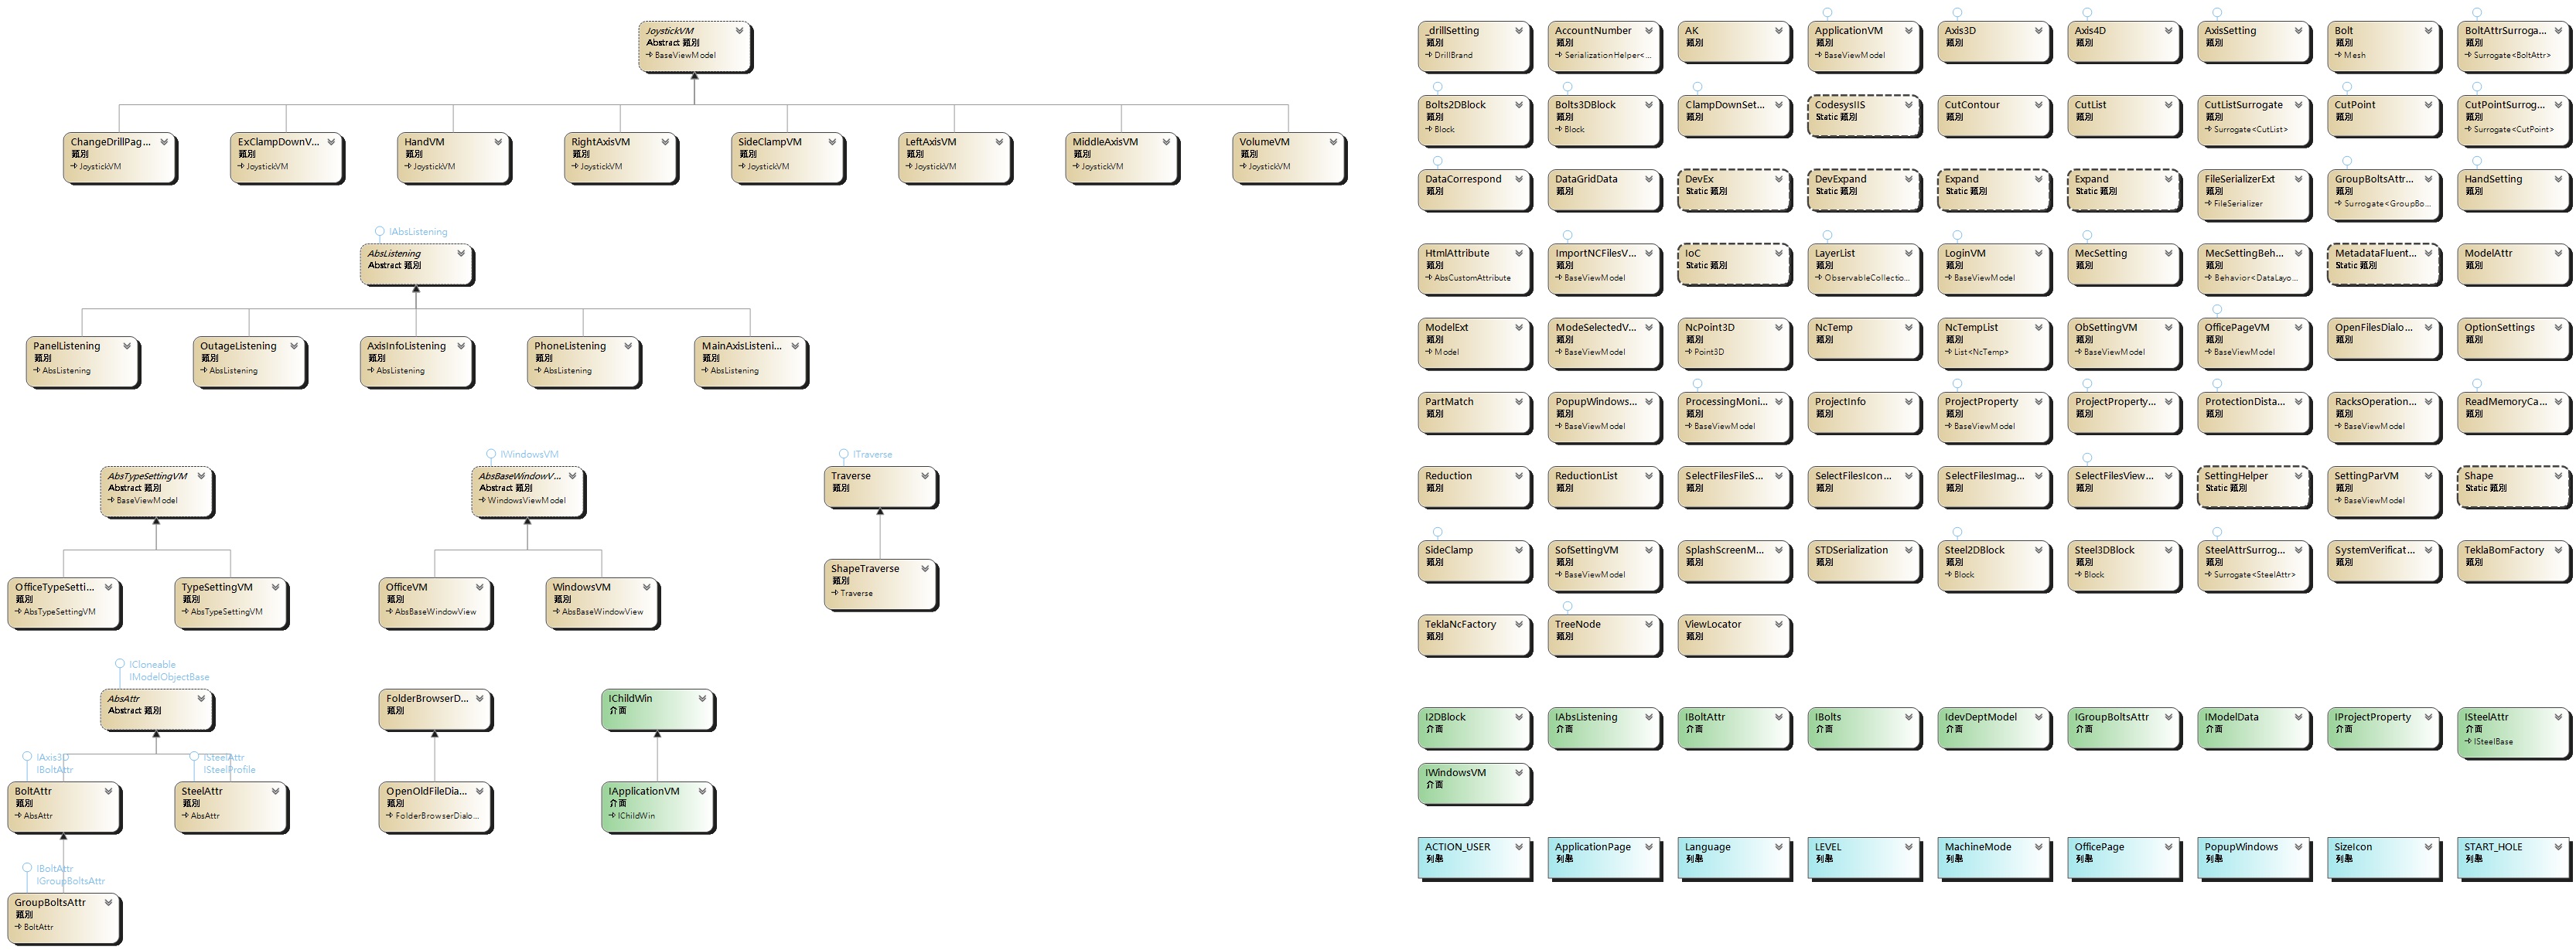 JoystickVM
Abstract 類別
BaseViewModel
ChangeDrillPag...
類別
JoystickVM
ExClampDownV...
類別
JoystickVM
HandVM
類別
JoystickVM
RightAxisVM
類別
JoystickVM
SideClampVM
類別
JoystickVM
LeftAxisVM
類別
JoystickVM
MiddleAxisVM
類別
JoystickVM
VolumeVM
類別
JoystickVM
IAbsListening
AbsListening
Abstract 類別
PanelListening
類別
AbsListening
OutageListening
類別
AbsListening
AxisInfoListening
類別
AbsListening
PhoneListening
類別
AbsListening
MainAxisListeni...
類別
AbsListening
AbsTypeSettingVM
Abstract 類別
BaseViewModel
OfficeTypeSetti...
類別
AbsTypeSettingVM
TypeSettingVM
類別
AbsTypeSettingVM
IWindowsVM
AbsBaseWindowV...
Abstract 類別
WindowsViewModel
OfficeVM
類別
AbsBaseWindowView
WindowsVM
類別
AbsBaseWindowView
ITraverse
Traverse
類別
ShapeTraverse
類別
Traverse
ICloneable
IModelObjectBase
AbsAttr
Abstract 類別
IAxis3D
IBoltAttr
BoltAttr
類別
AbsAttr
ISteelAttr
ISteelProfile
SteelAttr
類別
AbsAttr
IBoltAttr
IGroupBoltsAttr
GroupBoltsAttr
類別
BoltAttr
FolderBrowserD...
類別
OpenOldFileDia...
類別
FolderBrowserDialo...
IChildWin
介面
IApplicationVM
介面
IChildWin
_drillSetting
類別
DrillBrand
AccountNumber
類別
SerializationHelper<...
AK
類別
ApplicationVM
類別
BaseViewModel
Axis3D
類別
Axis4D
類別
AxisSetting
類別
Bolt
類別
Mesh
BoltAttrSurroga...
類別
Surrogate<BoltAttr>
Bolts2DBlock
類別
Block
Bolts3DBlock
類別
Block
ClampDownSet...
類別
CodesysIIS
Static 類別
CutContour
類別
CutList
類別
CutListSurrogate
類別
Surrogate<CutList>
CutPoint
類別
CutPointSurrog...
類別
Surrogate<CutPoint>
DataCorrespond
類別
DataGridData
類別
DevEx
Static 類別
DevExpand
Static 類別
Expand
Static 類別
Expand
Static 類別
FileSerializerExt
類別
FileSerializer
GroupBoltsAttr...
類別
Surrogate<GroupBo...
HandSetting
類別
HtmlAttribute
類別
AbsCustomAttribute
ImportNCFilesV...
類別
BaseViewModel
IoC
Static 類別
LayerList
類別
ObservableCollectio...
LoginVM
類別
BaseViewModel
MecSetting
類別
MecSettingBeh...
類別
Behavior<DataLayo...
MetadataFluent...
Static 類別
ModelAttr
類別
ModelExt
類別
Model
ModeSelectedV...
類別
BaseViewModel
NcPoint3D
類別
Point3D
NcTemp
類別
NcTempList
類別
List<NcTemp>
ObSettingVM
類別
BaseViewModel
OfficePageVM
類別
BaseViewModel
OpenFilesDialo...
類別
OptionSettings
類別
PartMatch
類別
PopupWindows...
類別
BaseViewModel
ProcessingMoni...
類別
BaseViewModel
ProjectInfo
類別
ProjectProperty
類別
BaseViewModel
ProjectProperty...
類別
ProtectionDista...
類別
RacksOperation...
類別
BaseViewModel
ReadMemoryCa...
類別
Reduction
類別
ReductionList
類別
SelectFilesFileS...
類別
SelectFilesIcon...
類別
SelectFilesImag...
類別
SelectFilesView...
類別
SettingHelper
Static 類別
SettingParVM
類別
BaseViewModel
Shape
Static 類別
SideClamp
類別
SofSettingVM
類別
BaseViewModel
SplashScreenM...
類別
STDSerialization
類別
Steel2DBlock
類別
Block
Steel3DBlock
類別
Block
SteelAttrSurrog...
類別
Surrogate<SteelAttr>
SystemVerificat...
類別
TeklaBomFactory
類別
TeklaNcFactory
類別
TreeNode
類別
ViewLocator
類別
I2DBlock
介面
IAbsListening
介面
IBoltAttr
介面
IBolts
介面
IdevDeptModel
介面
IGroupBoltsAttr
介面
IModelData
介面
IProjectProperty
介面
ISteelAttr
介面
ISteelBase
IWindowsVM
介面
ACTION_USER
列舉
ApplicationPage
列舉
Language
列舉
LEVEL
列舉
MachineMode
列舉
OfficePage
列舉
PopupWindows
列舉
SizeIcon
列舉
START_HOLE
列舉